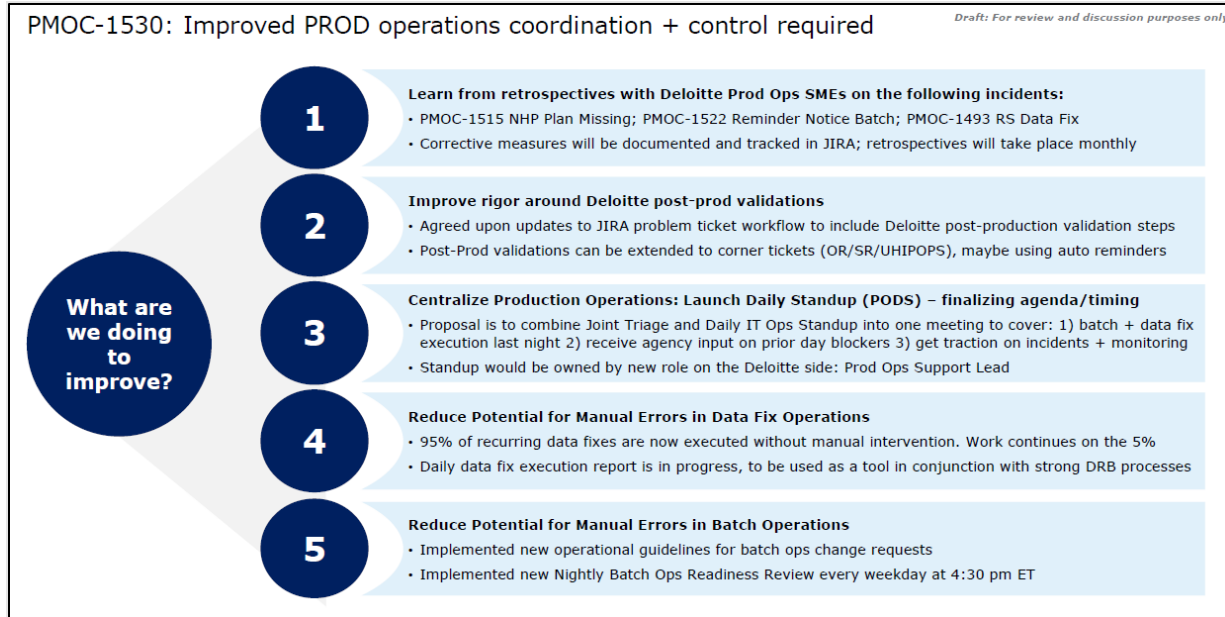 PMOC-1530: Improved PROD operations coordination + control required
Draft: For review and discussion purposes only
What are
we doing
to
improve?
1
Learn from retrospectives with Deloitte Prod Ops SMEs on the following incidents:
• PMOC-1515 NHP Plan Missing; PMOC-1522 Reminder Notice Batch; PMOC-1493 RS Data Fix
• Corrective measures will be documented and tracked in JIRA; retrospectives will take place monthly
2
Improve rigor around Deloitte post-prod validations
• Agreed upon updates to JIRA problem ticket workflow to include Deloitte post-production validation steps
• Post-Prod validations can be extended to corner tickets (OR/SR/UHIPOPS), maybe using auto reminders
3
Centralize Production Operations: Launch Daily Standup (PODS) – finalizing agenda/timing
• Proposal is to combine Joint Triage and Daily IT Ops Standup into one meeting to cover: 1) batch + data fix
execution last night 2) receive agency input on prior day blockers 3) get traction on incidents + monitoring
• Standup would be owned by new role on the Deloitte side: Prod Ops Support Lead
4
Reduce Potential for Manual Errors in Data Fix Operations
• 95% of recurring data fixes are now executed without manual intervention. Work continues on the 5%
• Daily data fix execution report is in progress, to be used as a tool in conjunction with strong DRB processes
5
Reduce Potential for Manual Errors in Batch Operations
• Implemented new operational guidelines for batch ops change requests
• Implemented new Nightly Batch Ops Readiness Review every weekday at 4:30 pm ET